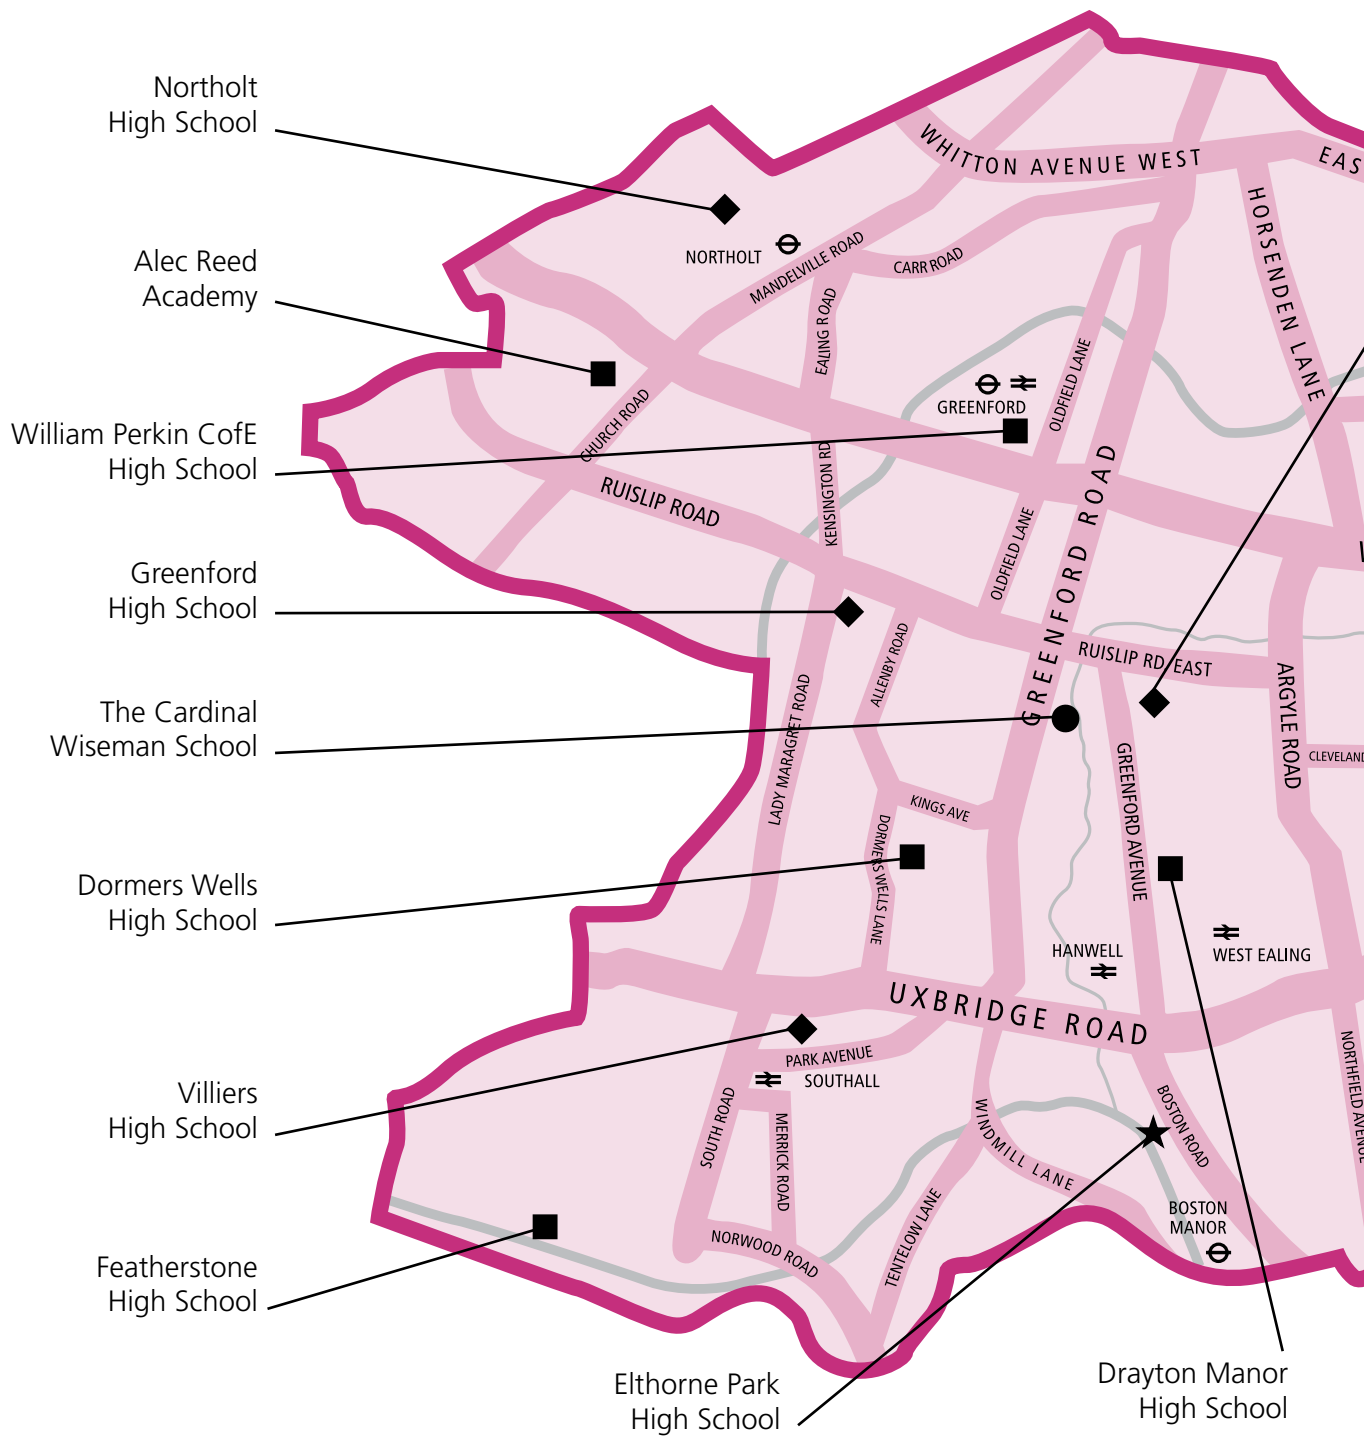 Northolt
High School
Alec Reed
Academy
William Perkin CofE
High School
Greenford
High School
The Cardinal
Wiseman School
Dormers Wells
High School
Villiers
High School
Featherstone
High School
Elthorne Park
High School
Drayton Manor
High School
WHITTON AVENUE WEST
EAS
HORSENDEN LANE
NORTHOLT
MANDELVILLE ROAD
CARR ROAD
EALING ROAD
OLDFIELD LANE
GREENFORD
CHURCH ROAD
RUISLIP ROAD
KENSINGTON RD
OLDFIELD LANE
GREENFORD ROAD
RUISLIP RD EAST
ALLENBY ROAD
LADY MARAGRET ROAD
ARGYLE ROAD
CLEVELAND
GREENFORD AVENUE
KINGS AVE
DORMERS WELLS LANE
HANWELL
WEST EALING
UXBRIDGE ROAD
PARK AVENUE
SOUTHALL
SOUTH ROAD
MERRICK ROAD
NORWOOD ROAD
WINDMILL LANE
TENTELOW LANE
BOSTON ROAD
NORTHFIELD AVENUE
BOSTON
MANOR